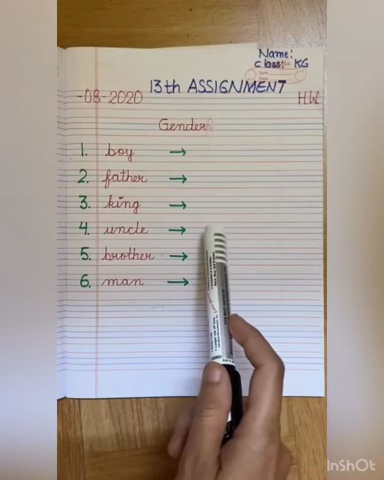 Name:
class: KG
13th ASSIGNMENT
-08-2020 HW
Gender
1. boy →
2. father →
3. king →
4. uncle →
5. brother →
6. man →
InShOt